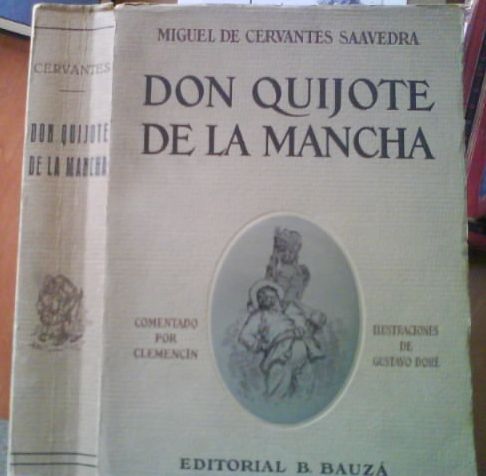 CERVANTES
DON QUIJOTE
DE LA MANCHA
MIGUEL DE CERVANTES SAAVEDRA
DON QUIJOTE
DE LA MANCHA
COMENTADO
POR
CLEMENCÍN
ILUSTRACIONES
DE
GUSTAVO DORÉ
EDITORIAL B. BAUZÁ